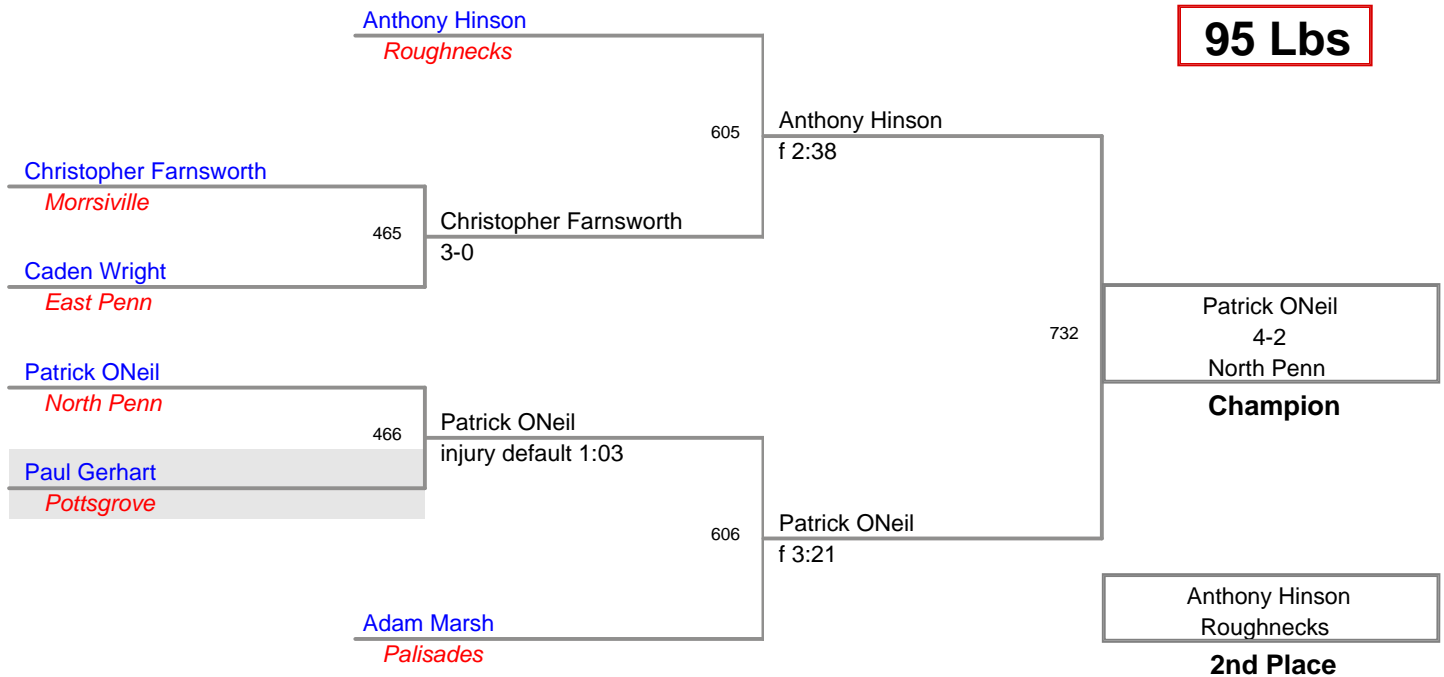 Anthony Hinson
Roughnecks
95 Lbs
605
Anthony Hinson
f 2:38
Christopher Farnsworth
Morrsiville
465
Christopher Farnsworth
3-0
Caden Wright
East Penn
732
Patrick ONeil
4-2
North Penn
Champion
Patrick ONeil
North Penn
466
Patrick ONeil
injury default 1:03
Paul Gerhart
Pottsgrove
606
Patrick ONeil
f 3:21
Adam Marsh
Palisades
Anthony Hinson
Roughnecks
2nd Place